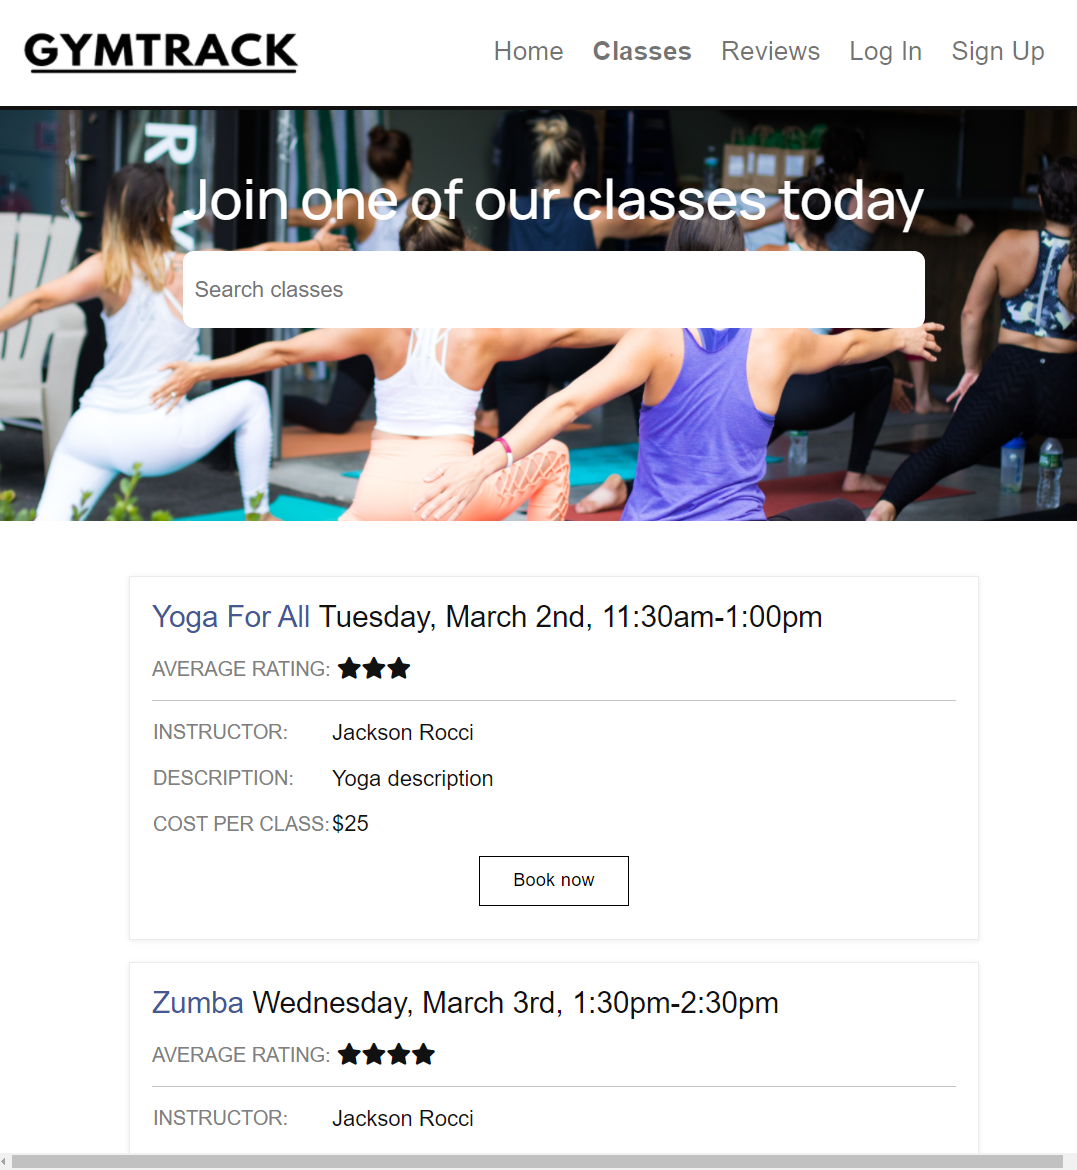 GYMTRACK
Home Classes Reviews Log In Sign Up
R
Join one of our classes today
Search classes
Yoga For All Tuesday, March 2nd, 11:30am-1:00pm
AVERAGE RATING:
INSTRUCTOR: Jackson Rocci
DESCRIPTION: Yoga description
COST PER CLASS: $25
Book now
Zumba Wednesday, March 3rd, 1:30pm-2:30pm
AVERAGE RATING:
INSTRUCTOR: Jackson Rocci